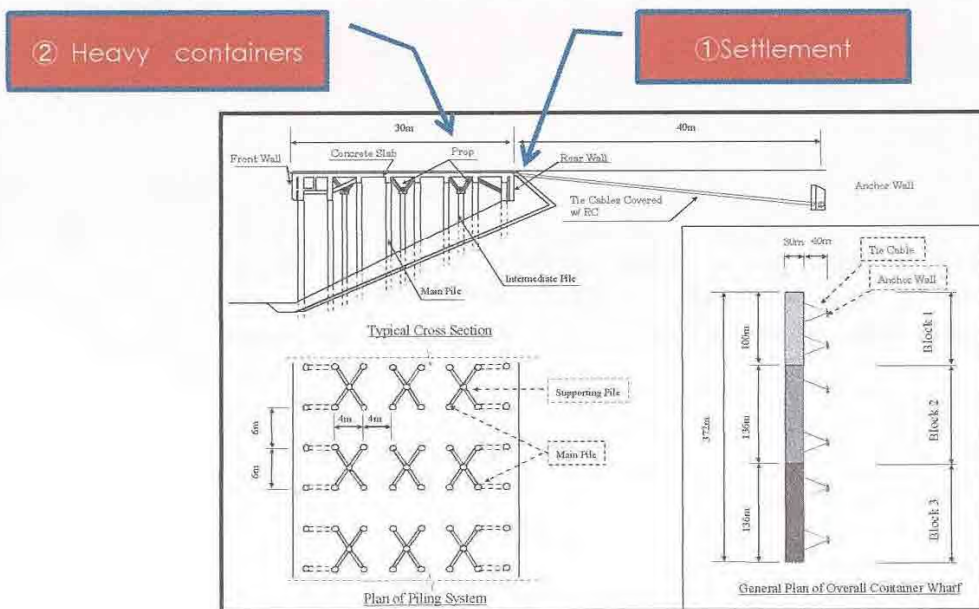 ② Heavy containers
①Settlement
30m
40m
Front Wall
Concrete Slab
Prop
Rear Wall
Anchor Wall
Tie Cables Covered
w/ RC
Intermediate Pile
Main Pile
Typical Cross Section
30m
40m
Tie Cable
Anchor Wall
100m
Block 1
372m
136m
Block 2
136m
Block 3
General Plan of Overall Container Wharf
4m
4m
6m
6m
Supporting Pile
Main Pile
Plan of Piling System